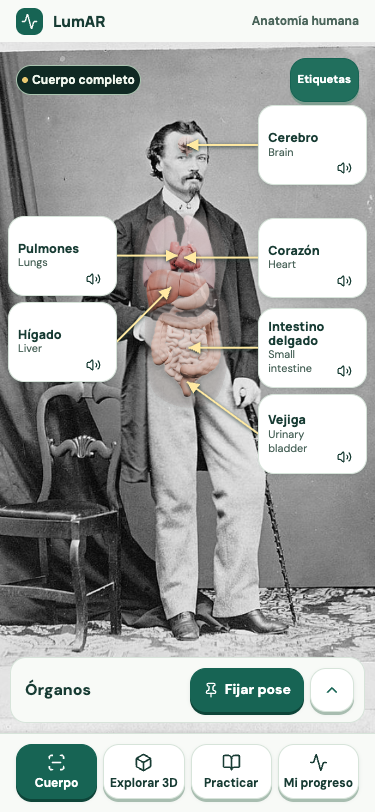 LumAR
Anatomía humana
Cuerpo completo
Etiquetas
Cerebro
Brain
Pulmones
Lungs
Corazón
Heart
Hígado
Liver
Intestino
delgado
Small
intestine
Vejiga
Urinary
bladder
Órganos
Fijar pose
Cuerpo
Explorar 3D
Practicar
Mi progreso